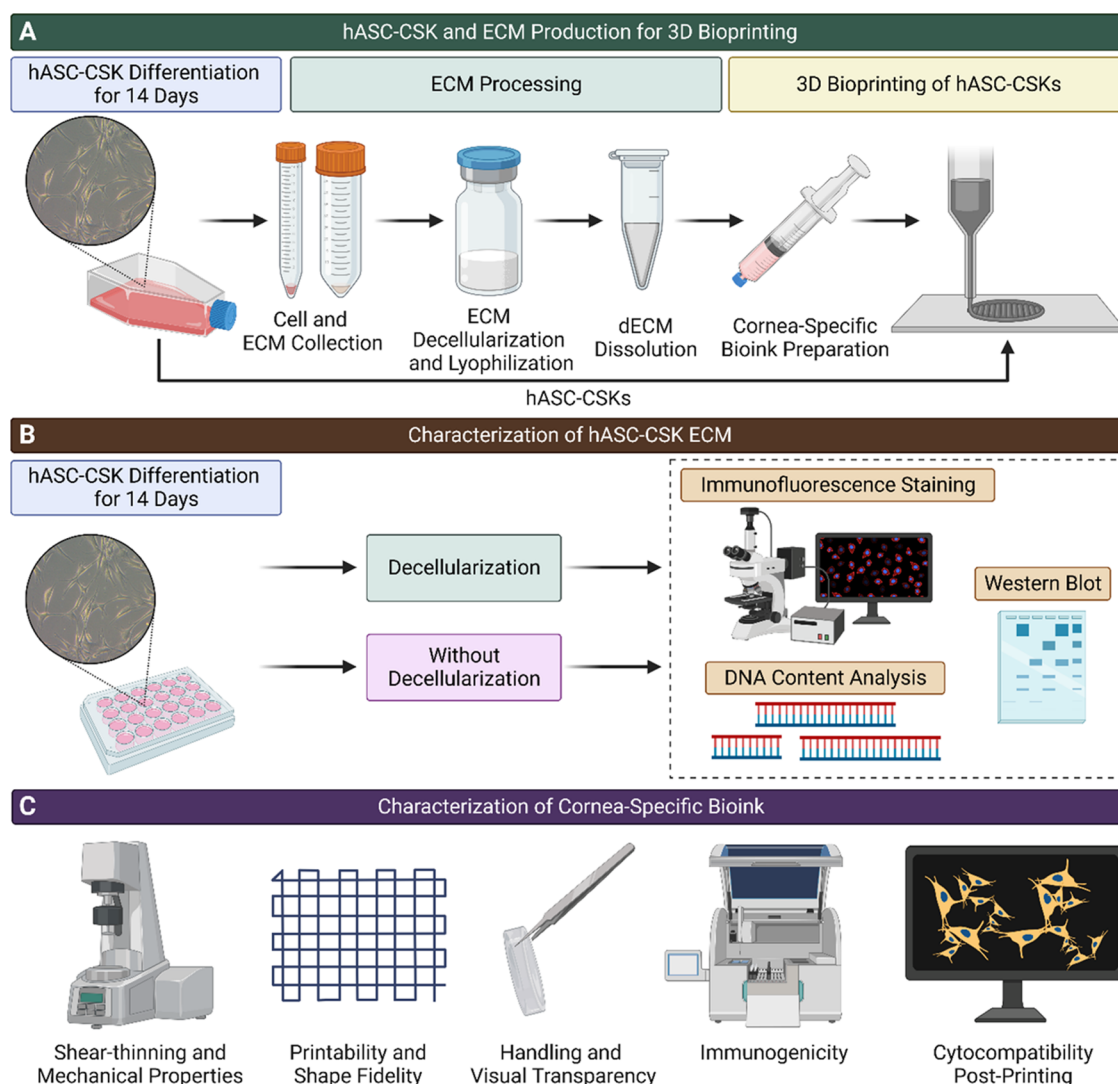 A
hASC-CSK and ECM Production for 3D Bioprinting
hASC-CSK Differentiation
for 14 Days
ECM Processing
3D Bioprinting of hASC-CSKs
Cell and
ECM Collection
ECM
Decellularization
and Lyophilization
dECM
Dissolution
Cornea-Specific
Bioink Preparation
hASC-CSKs
B
Characterization of hASC-CSK ECM
hASC-CSK Differentiation
for 14 Days
Decellularization
Without
Decellularization
Immunofluorescence Staining
Western Blot
DNA Content Analysis
C
Characterization of Cornea-Specific Bioink
Shear-thinning and
Mechanical Properties
Printability and
Shape Fidelity
Handling and
Visual Transparency
Immunogenicity
Cytocompatibility
Post-Printing